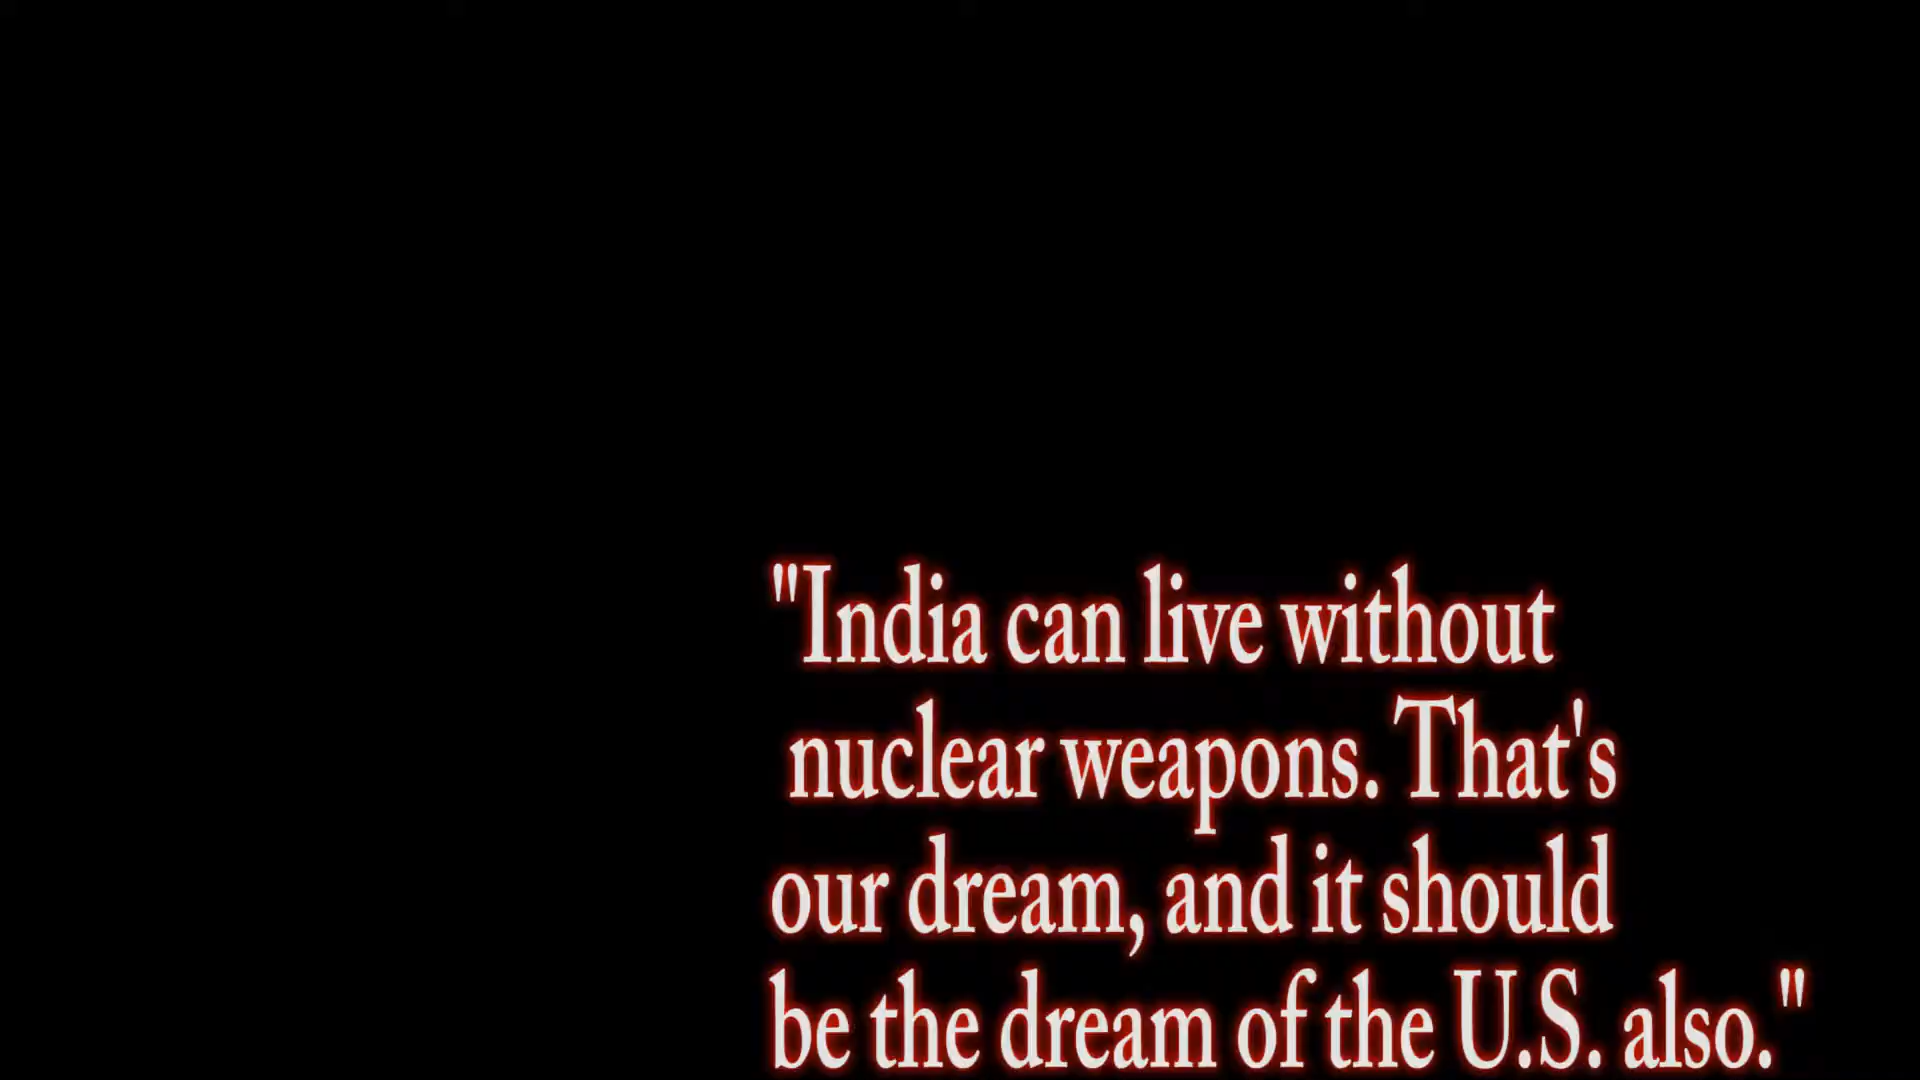 "India can live without
nuclear weapons. That's
our dream, and it should
be the dream of the U.S. also."